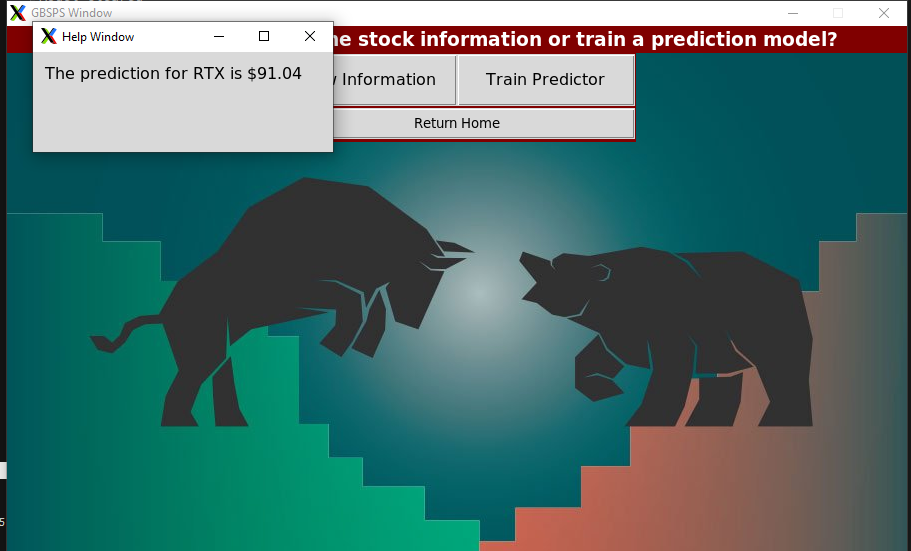 GBSPS Window
Help Window
stock information or train a prediction model?
The prediction for RTX is $91.04
Information
Train Predictor
Return Home
5